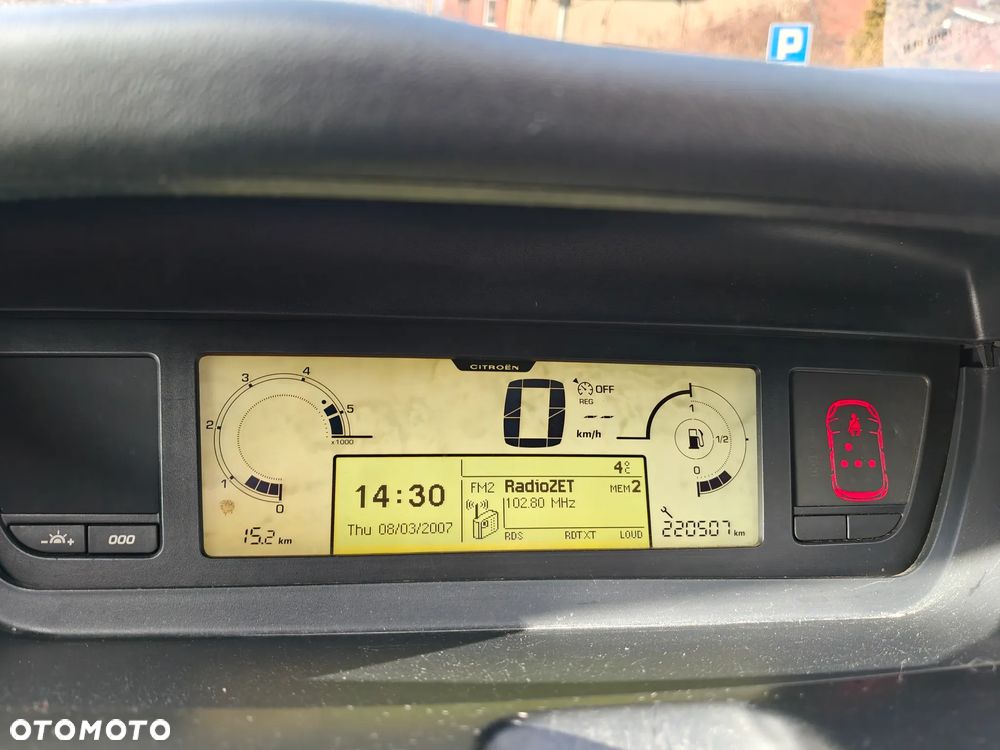 P
CITROËN
4
3
5
2
x1000
1
0
15.2 km
0
km/h
OFF
REG
--
1
1/2
0
220507 km
4°C
14:30
Thu 08/03/2007
FM2 RadioZET MEM2
102.80 MHz
RDS RDTXT LOUD
- +
000
OTOMOTO